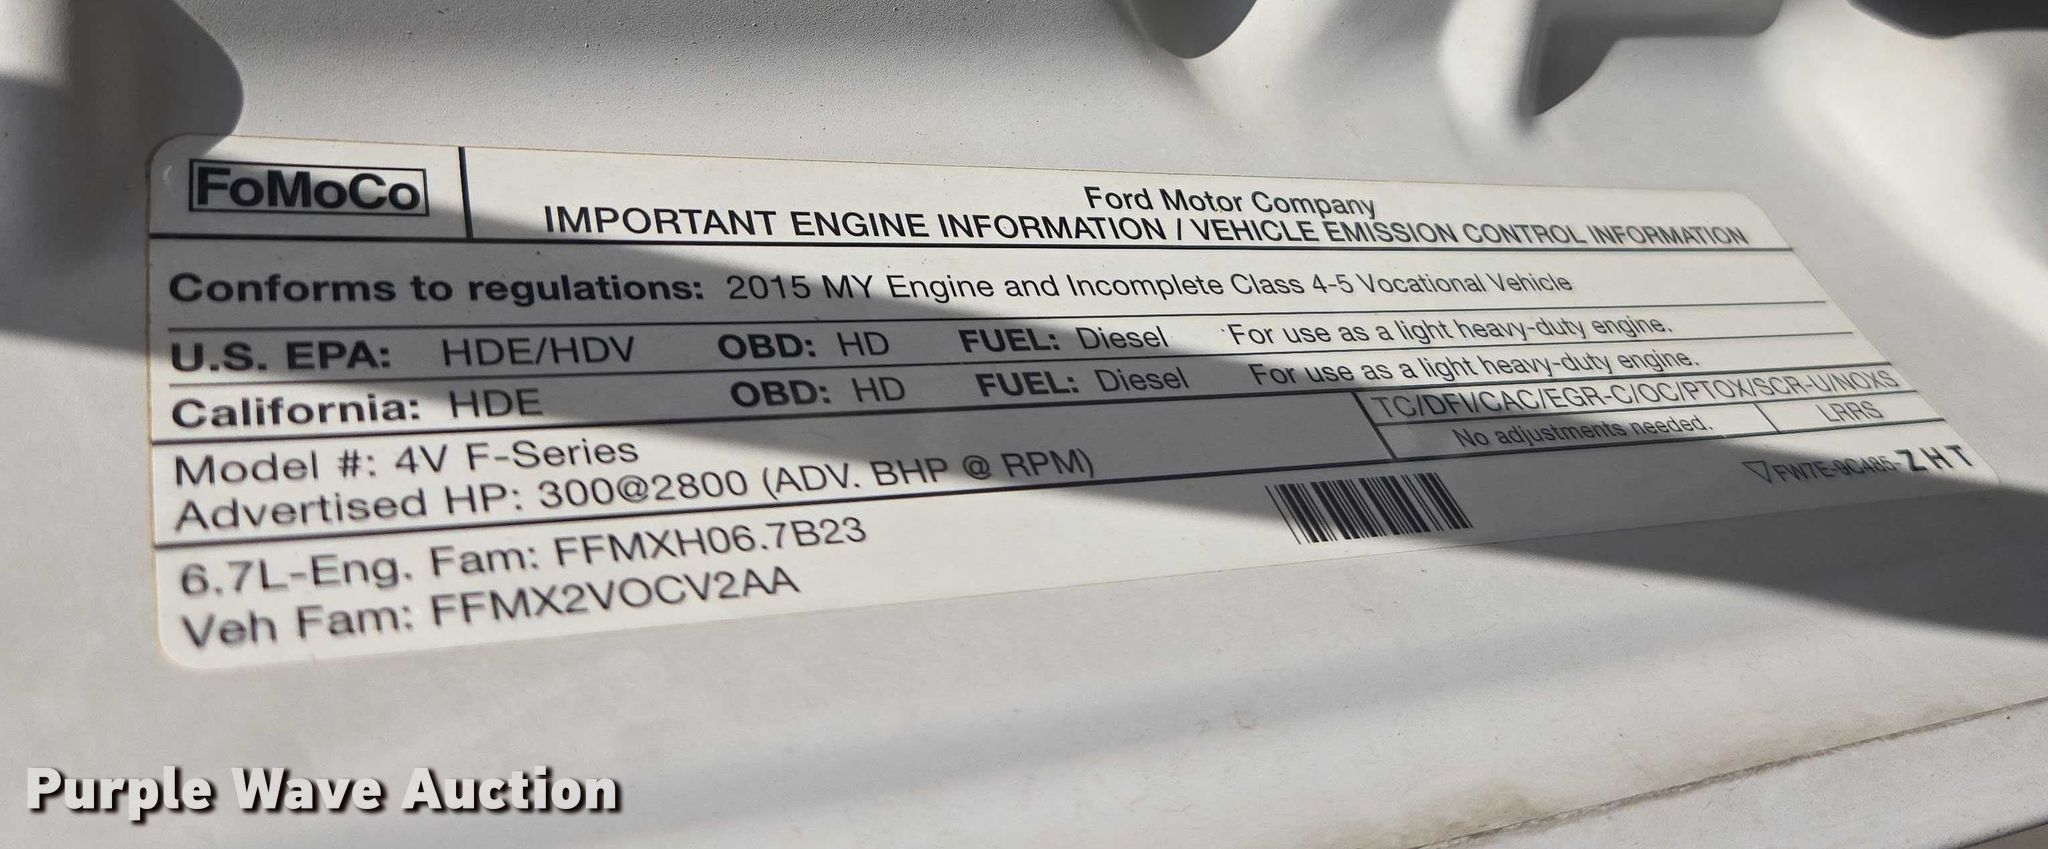 FoMoCo
Ford Motor Company
IMPORTANT ENGINE INFORMATION / VEHICLE EMISSION CONTROL INFORMATION
Conforms to regulations: 2015 MY Engine and Incomplete Class 4-5 Vocational Vehicle
U.S. EPA: HDE/HDV OBD: HD FUEL: Diesel For use as a light heavy-duty engine.
California: HDE OBD: HD FUEL: Diesel For use as a light heavy-duty engine.
TC/DFI/CAC/EGR-C/OC/PTOX/SCR-U/NOXS
No adjustments needed. LRRS
Model #: 4V F-Series
Advertised HP: 300@2800 (ADV. BHP @ RPM)
FW7E-9C485-ZHT
6.7L-Eng. Fam: FFMXH06.7B23
Veh Fam: FFMX2VOCV2AA
Purple Wave Auction